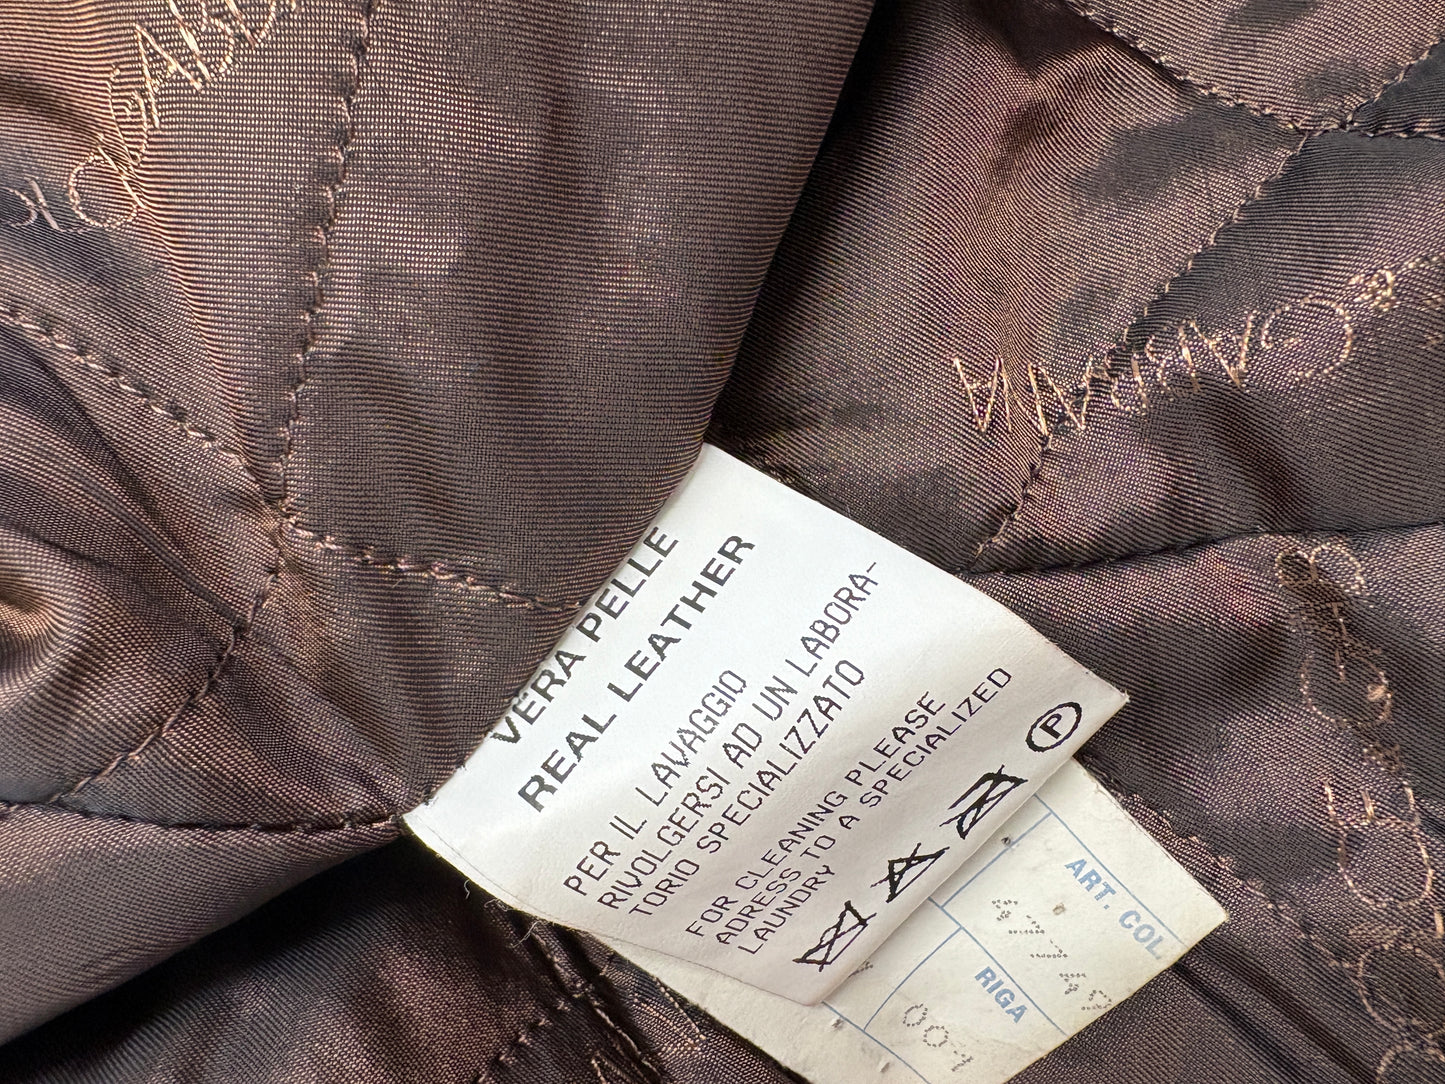 VERA PELLE
REAL LEATHER
PER IL LAVAGGIO
RIVOLGERSI AD UN LABORA-
TORIO SPECIALIZZATO
FOR CLEANING PLEASE
ADRESS TO A SPECIALIZED
LAUNDRY
P
ART. COL.
RIGA
001